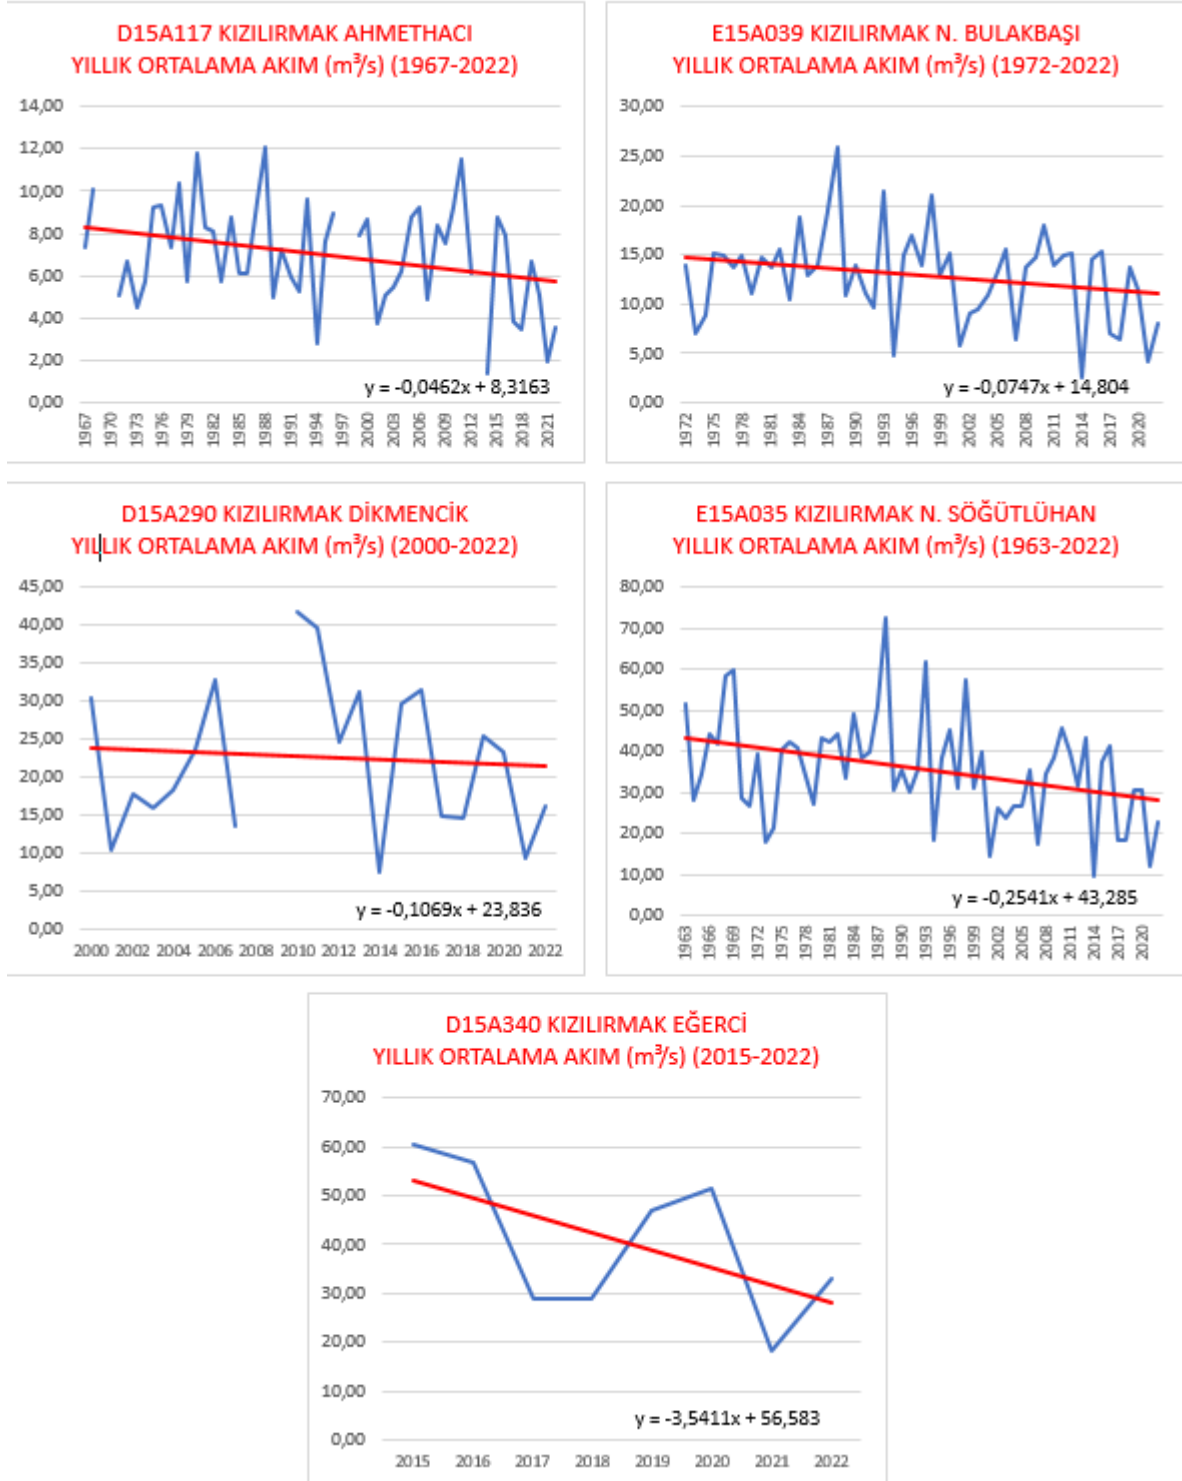 D15A117 KIZILIRMAK AHMETHACI
YILLIK ORTALAMA AKIM (m³/s) (1967-2022)
14,00
12,00
10,00
8,00
6,00
4,00
2,00
0,00
y = -0,0462x + 8,3163
1967 1970 1973 1976 1979 1982 1985 1988 1991 1994 1997 2000 2003 2006 2009 2012 2015 2018 2021
E15A039 KIZILIRMAK N. BULAKBAŞI
YILLIK ORTALAMA AKIM (m³/s) (1972-2022)
30,00
25,00
20,00
15,00
10,00
5,00
0,00
y = -0,0747x + 14,804
1972 1975 1978 1981 1984 1987 1990 1993 1996 1999 2002 2005 2008 2011 2014 2017 2020
D15A290 KIZILIRMAK DİKMENCİK
YILLIK ORTALAMA AKIM (m³/s) (2000-2022)
45,00
40,00
35,00
30,00
25,00
20,00
15,00
10,00
5,00
0,00
y = -0,1069x + 23,836
2000 2002 2004 2006 2008 2010 2012 2014 2016 2018 2020 2022
E15A035 KIZILIRMAK N. SÖĞÜTLÜHAN
YILLIK ORTALAMA AKIM (m³/s) (1963-2022)
80,00
70,00
60,00
50,00
40,00
30,00
20,00
10,00
0,00
y = -0,2541x + 43,285
1963 1966 1969 1972 1975 1978 1981 1984 1987 1990 1993 1996 1999 2002 2005 2008 2011 2014 2017 2020
D15A340 KIZILIRMAK EĞERCİ
YILLIK ORTALAMA AKIM (m³/s) (2015-2022)
70,00
60,00
50,00
40,00
30,00
20,00
10,00
0,00
y = -3,5411x + 56,583
2015 2016 2017 2018 2019 2020 2021 2022